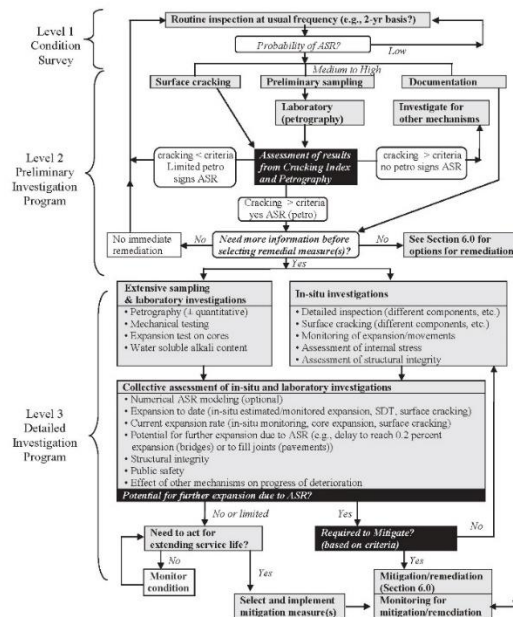 Level 1
Condition
Survey
Routine inspection at usual frequency (e.g., 2-yr basis?)
Probability of ASR?
Low
Medium to High
Level 2
Preliminary
Investigation
Program
Surface cracking
Preliminary sampling
Documentation
Laboratory
(petrography)
Investigate for
other mechanisms
cracking < criteria
Limited petro
signs ASR
Assessment of results
from Cracking Index
and Petrography
cracking > criteria
no petro signs ASR
Cracking > criteria
yes ASR (petro)
No immediate
remediation
No
Need more information before
selecting remedial measure(s)?
No
See Section 6.0 for
options for remediation
Yes
Level 3
Detailed
Investigation
Program
Extensive sampling
& laboratory investigations
• Petrography (± quantitative)
• Mechanical testing
• Expansion test on cores
• Water soluble alkali content
In-situ investigations
• Detailed inspection (different components, etc.)
• Surface cracking (different components, etc.)
• Monitoring of expansion/movements
• Assessment of internal stress
• Assessment of structural integrity
Collective assessment of in-situ and laboratory investigations
• Numerical ASR modeling (optional)
• Expansion to date (in-situ estimated/monitored expansion, SDT, surface cracking)
• Current expansion rate (in-situ monitoring, core expansion, surface cracking)
• Potential for further expansion due to ASR (e.g., delay to reach 0.2 percent
expansion (bridges) or to fill joints (pavements))
• Structural integrity
• Public safety
• Effect of other mechanisms on progress of deterioration
Potential for further expansion due to ASR?
No or limited
Yes
No
Need to act for
extending service life?
Required to Mitigate?
(based on criteria)
No
Yes
Yes
Monitor
condition
Mitigation/remediation
(Section 6.0)
Select and implement
mitigation measure(s)
Monitoring for
mitigation/remediation